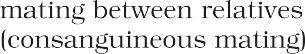 mating between relatives
(consanguineous mating)